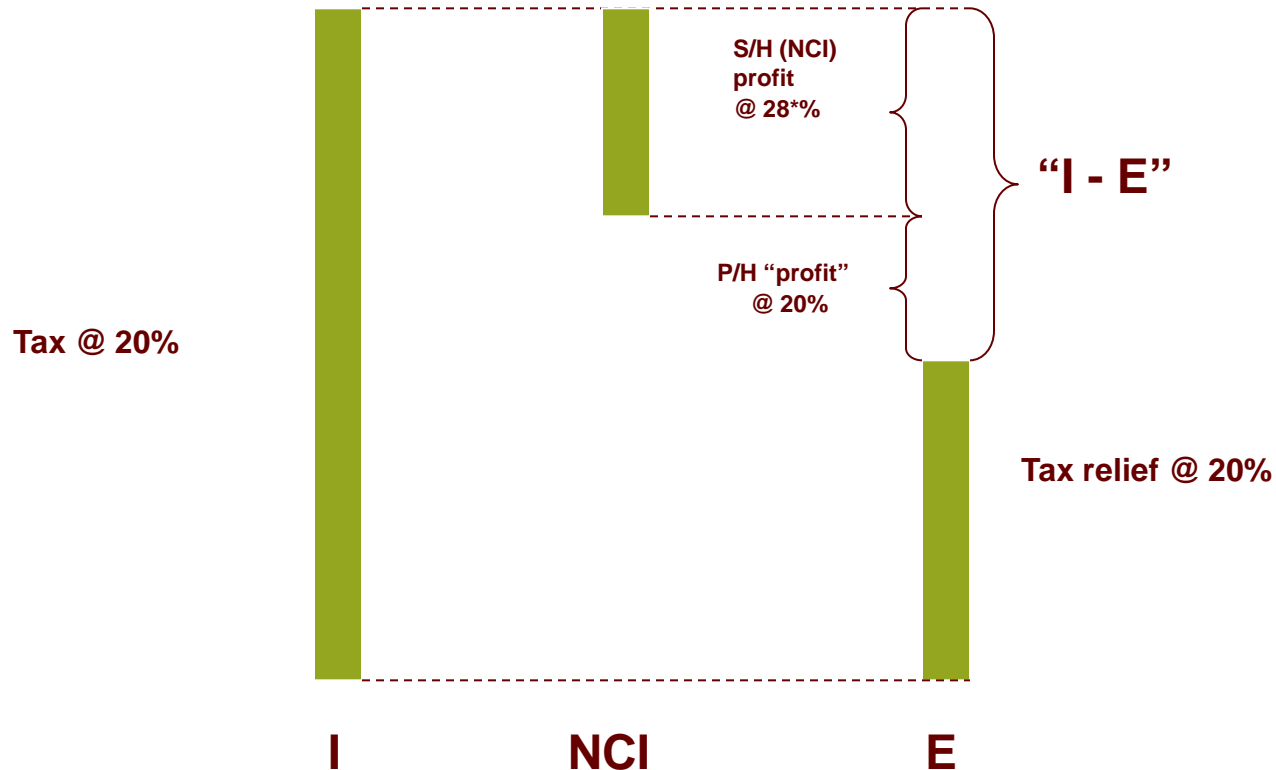 S/H (NCI)
profit
@ 28*%
“I - E”
P/H “profit”
@ 20%
Tax @ 20%
Tax relief @ 20%
I
NCI
E